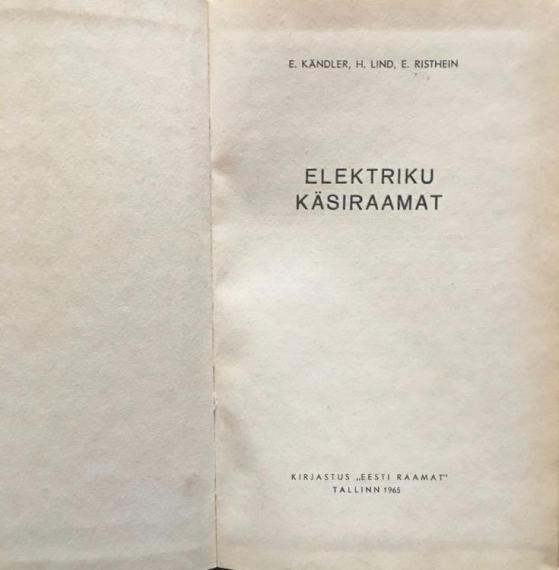 E. KÄNDLER, H. LIND, E. RISTHEIN
ELEKTRIKU
KÄSIRAAMAT
KIRJASTUS „EESTI RAAMAT"
TALLINN 1965